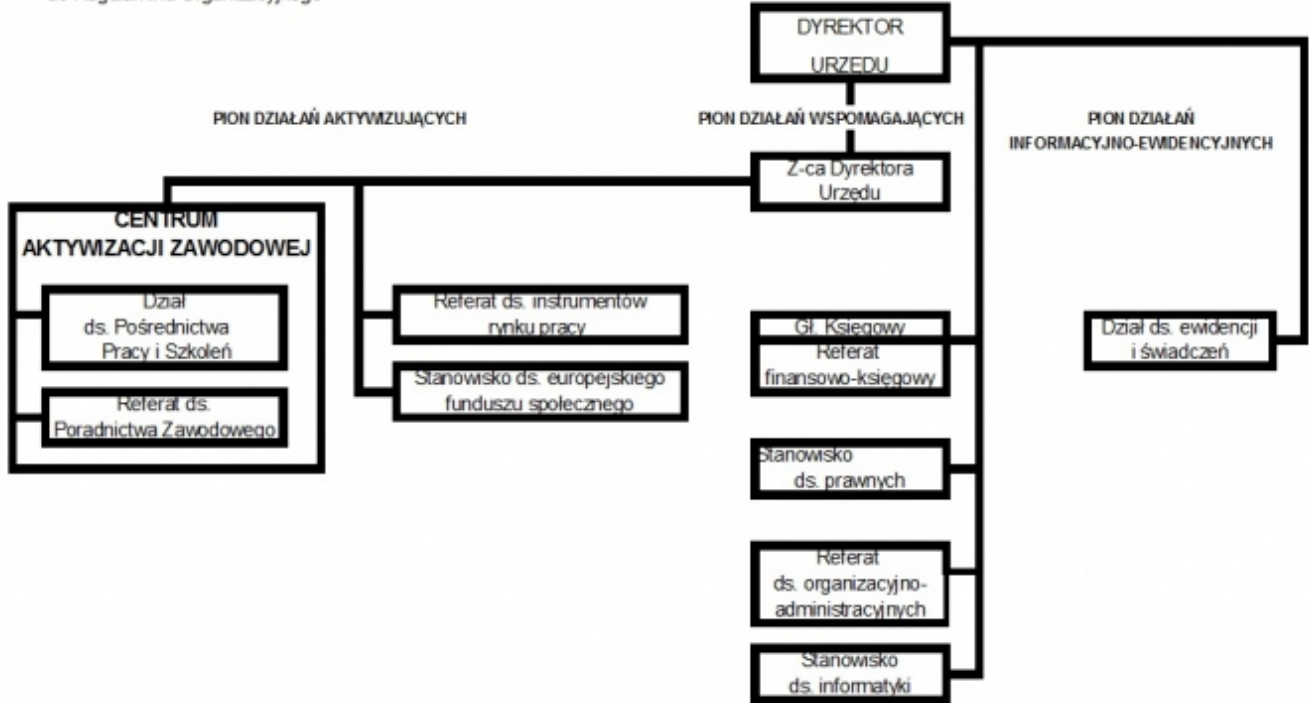 DYREKTOR
URZEDU
PION DZIAŁAŃ AKTYWIZUJĄCYCH
PION DZIAŁAŃ WSPOMAGAJĄCYCH
PION DZIAŁAŃ
INFORMACYJNO-EWIDENCYJNYCH
Z-ca Dyrektora
Urzędu
CENTRUM
AKTYWIZACJI ZAWODOWEJ
Dział
ds. Pośrednictwa
Pracy i Szkoleń
Referat ds.
Poradnictwa Zawodowego
Referat ds. instrumentów
rynku pracy
Stanowisko ds. europejskiego
funduszu społecznego
Gł. Księgowy
Referat
finansowo-księgowy
Stanowisko
ds. prawnych
Referat
ds. organizacyjno-
administracyjnych
Stanowisko
ds. informatyki
Dział ds. ewidencji
i świadczeń